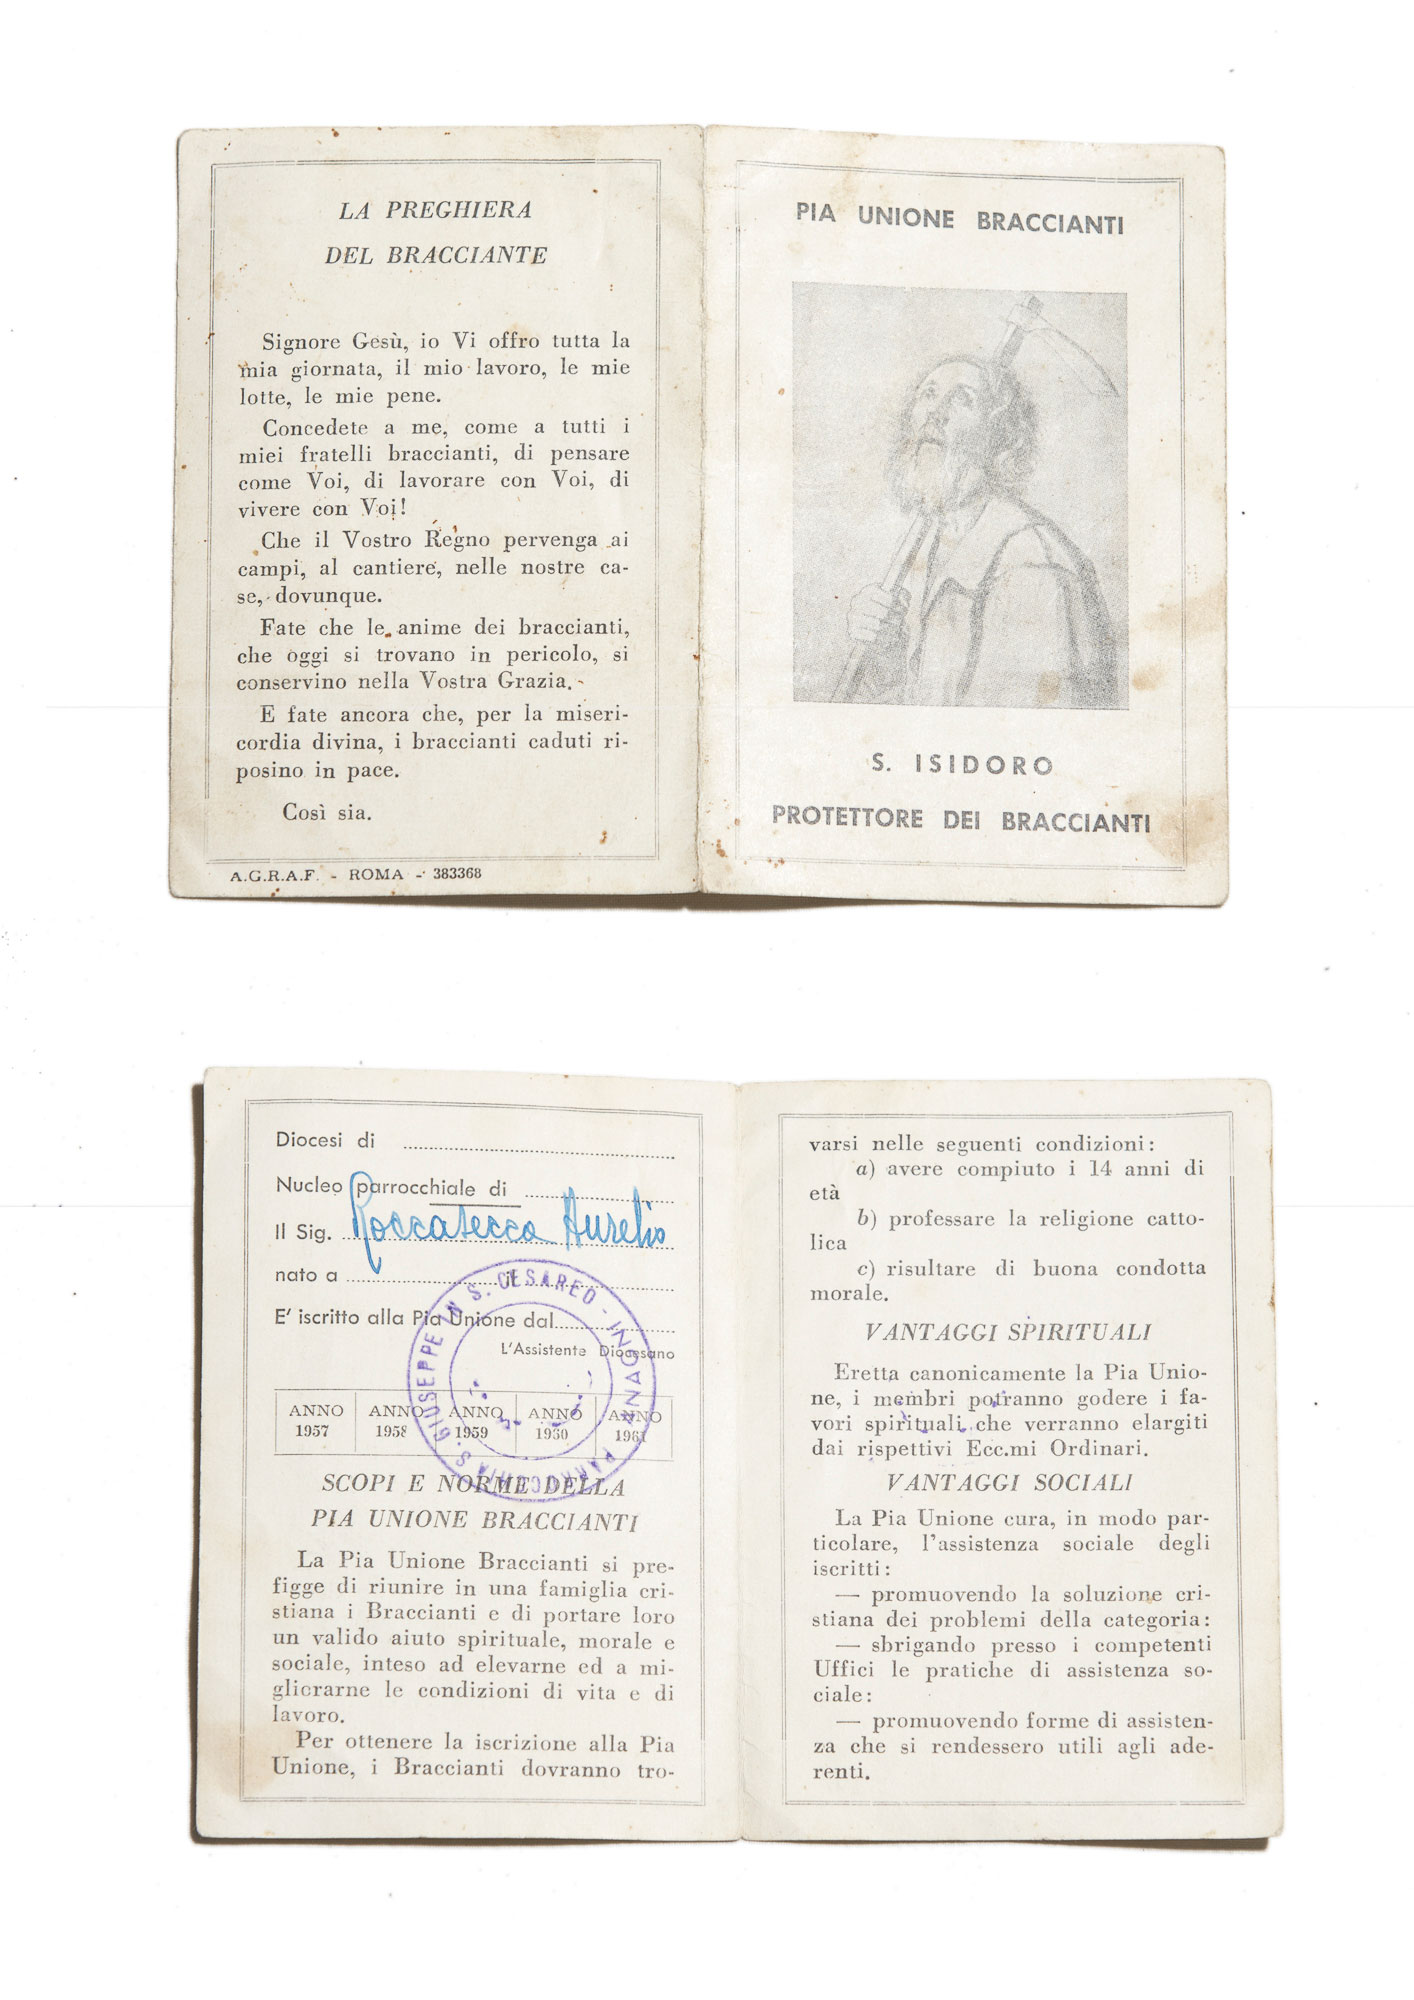 LA PREGHIERA
DEL BRACCIANTE
Signore Gesù, io Vi offro tutta la
mia giornata, il mio lavoro, le mie
lotte, le mie pene.
Concedete a me, come a tutti i
miei fratelli braccianti, di pensare
come Voi, di lavorare con Voi, di
vivere con Voi!
Che il Vostro Regno pervenga ai
campi, al cantiere, nelle nostre ca-
se, dovunque.
Fate che le anime dei braccianti,
che oggi si trovano in pericolo, si
conservino nella Vostra Grazia.
E fate ancora che, per la miseri-
cordia divina, i braccianti caduti ri-
posino in pace.
Così sia.
A.G.R.A.F. - ROMA - 383368
PIA UNIONE BRACCIANTI
S. ISIDORO
PROTETTORE DEI BRACCIANTI
Diocesi di
Nucleo parrocchiale di
Il Sig. Roccasecca Aurelio
nato a il
E' iscritto alla Pia Unione dal
L'Assistente Diocesano
PARROCCHIA S. GIUSEPPE IN S. CESAREO -
ANNO ANNO ANNO ANNO ANNO
1957 1958 1959 1960 1961
SCOPI E NORME DELLA
PIA UNIONE BRACCIANTI
La Pia Unione Braccianti si pre-
figge di riunire in una famiglia cri-
stiana i Braccianti e di portare loro
un valido aiuto spirituale, morale e
sociale, inteso ad elevarne ed a mi-
gliorarne le condizioni di vita e di
lavoro.
Per ottenere la iscrizione alla Pia
Unione, i Braccianti dovranno tro-
varsi nelle seguenti condizioni:
a) avere compiuto i 14 anni di
età
b) professare la religione catto-
lica
c) risultare di buona condotta
morale.
VANTAGGI SPIRITUALI
Eretta canonicamente la Pia Unio-
ne, i membri potranno godere i fa-
vori spirituali che verranno elargiti
dai rispettivi Ecc.mi Ordinari.
VANTAGGI SOCIALI
La Pia Unione cura, in modo par-
ticolare, l'assistenza sociale degli
iscritti:
— promuovendo la soluzione cri-
stiana dei problemi della categoria:
— sbrigando presso i competenti
Uffici le pratiche di assistenza so-
ciale:
— promuovendo forme di assisten-
za che si rendessero utili agli ade-
renti.